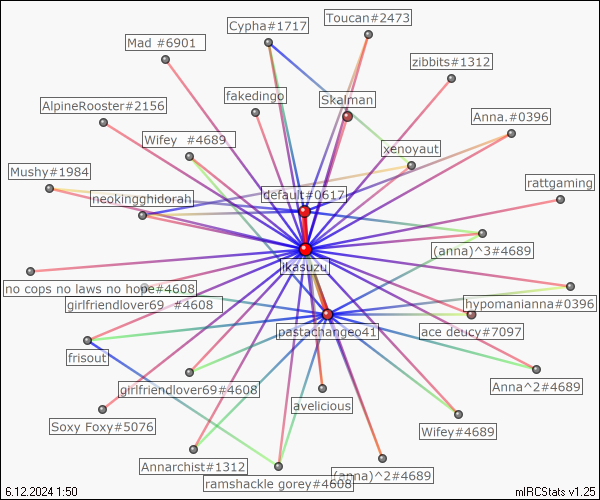 Toucan#2473
Cypha#1717
Mad #6901
zibbits#1312
fakedingo
Skalman
AlpineRooster#2156
Anna.#0396
Wifey  #4689
xenoyaut
Mushy#1984
rattgaming
neokingghidorah
default#0617
(anna)^3#4689
ikasuzu
no cops no laws no hope#4608
girlfriendlover69  #4608
hypomanianna#0396
pastachangeo41
ace deucy#7097
frisout
girlfriendlover69#4608
Anna^2#4689
avelicious
Soxy Foxy#5076
Wifey#4689
Annarchist#1312
(anna)^2#4689
ramshackle gorey#4608
6.12.2024 1:50
mIRCStats v1.25